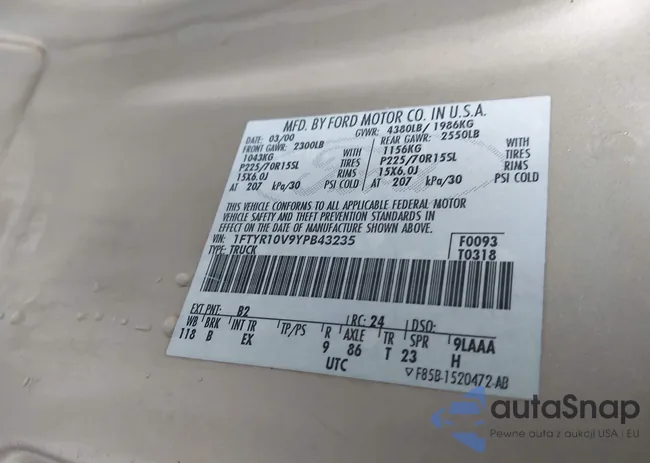 MFD. BY FORD MOTOR CO. IN U.S.A.
DATE: 03/00 GVWR: 4380LB/ 1986KG
FRONT GAWR: 2300LB REAR GAWR: 2550LB
1043KG WITH 1156KG WITH
P225/70R15SL TIRES P225/70R15SL TIRES
15X6.0J RIMS 15X6.0J RIMS
AT 207 kPa/30 PSI COLD AT 207 kPa/30 PSI COLD
THIS VEHICLE CONFORMS TO ALL APPLICABLE FEDERAL MOTOR
VEHICLE SAFETY AND THEFT PREVENTION STANDARDS IN
EFFECT ON THE DATE OF MANUFACTURE SHOWN ABOVE.
VIN: 1FTYR10V9YPB43235 F0093
TYPE: TRUCK T0318
EXT PNT: B2 RC: 24 DSO:
WB BRK INT TR TP/PS R AXLE TR SPR 9LAAA
118 B EX 9 86 T 23 H
UTC
▽ F85B-1520472-AB
autaSnap
Pewne auta z aukcji USA i EU